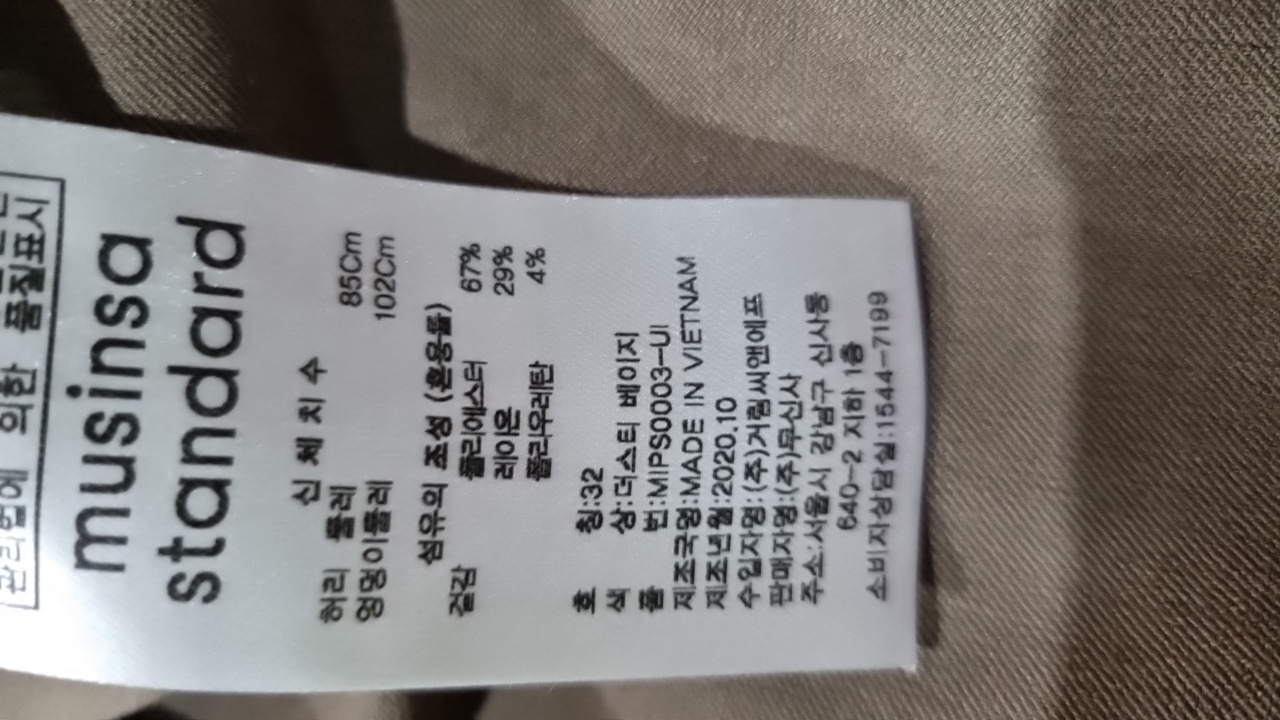 관리법에 의한 품질표시
musinsa
standard
신체치수
허리 둘레 85Cm
엉덩이둘레 102Cm
섬유의 조성 (혼용률)
겉감 폴리에스터 67%
레이온 29%
폴리우레탄 4%
호 칭:32
색 상:더스티 베이지
품 번:MIPS0003-UI
제조국명:MADE IN VIETNAM
제조년월:2020.10
수입자명:(주)거림씨앤에프
판매자명:(주)무신사
주소:서울시 강남구 신사동
640-2 지하 1층
소비자상담실:1544-7199